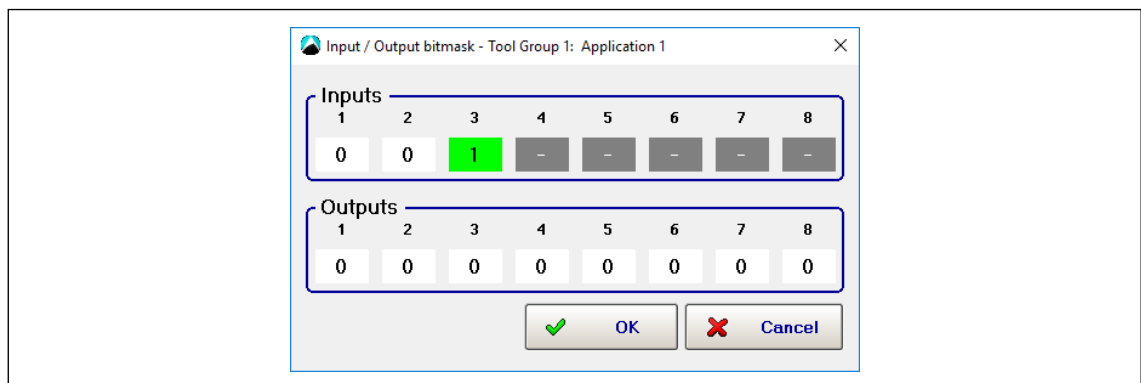 Input / Output bitmask - Tool Group 1: Application 1
Inputs
1 2 3 4 5 6 7 8
0 0 1 - - - - -
Outputs
1 2 3 4 5 6 7 8
0 0 0 0 0 0 0 0
OK Cancel